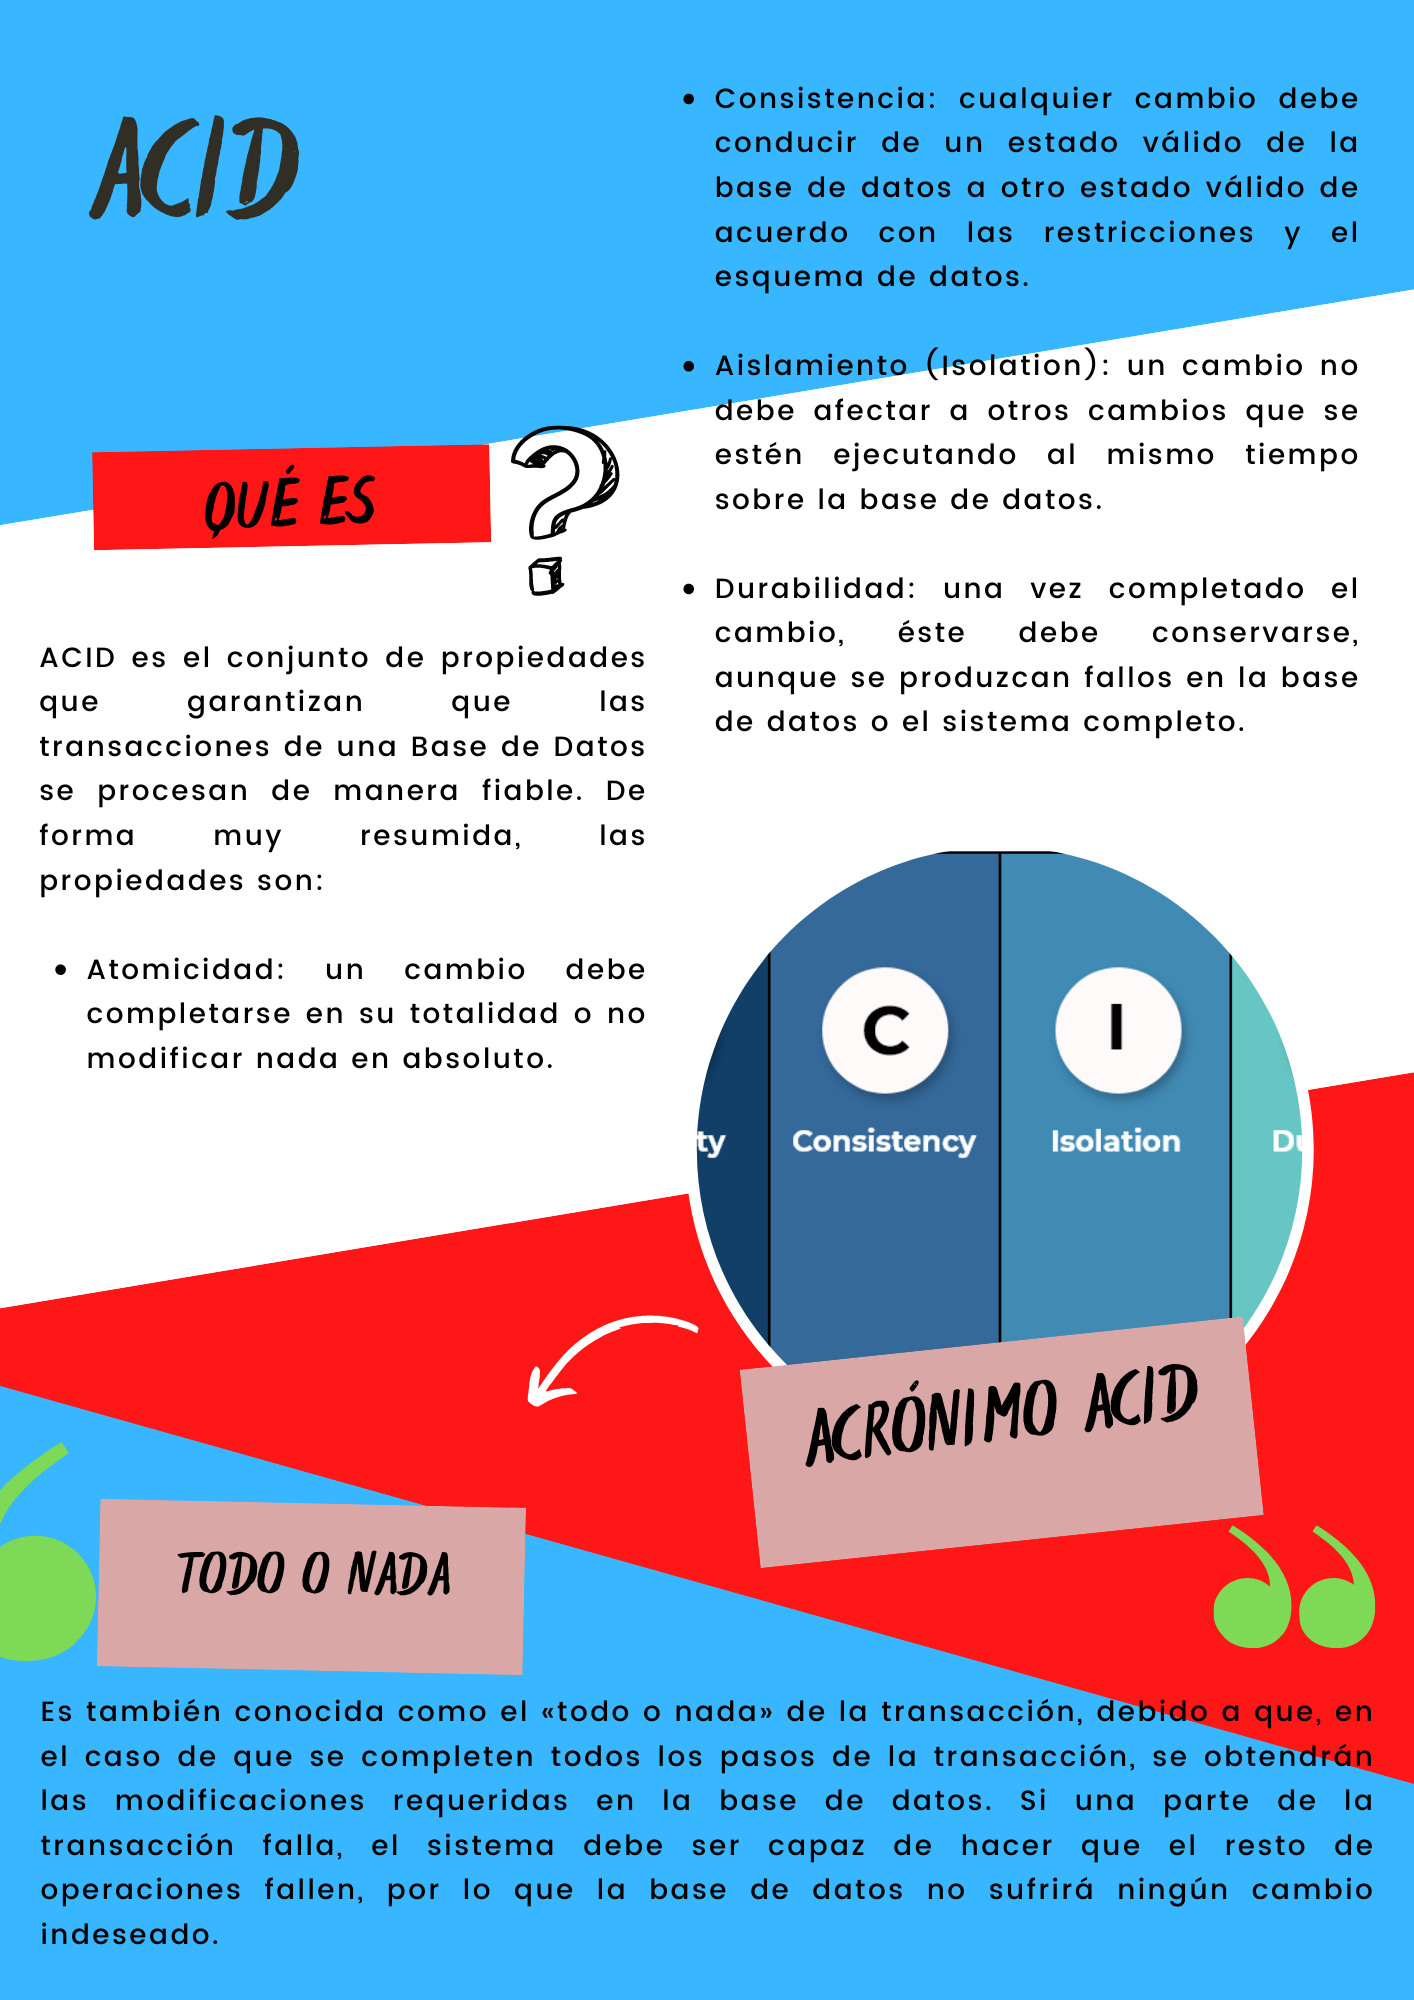 ACID
QUÉ ES
?
ACID es el conjunto de propiedades
que garantizan que las
transacciones de una Base de Datos
se procesan de manera fiable. De
forma muy resumida, las
propiedades son:
• Atomicidad: un cambio debe
completarse en su totalidad o no
modificar nada en absoluto.
• Consistencia: cualquier cambio debe
conducir de un estado válido de la
base de datos a otro estado válido de
acuerdo con las restricciones y el
esquema de datos.
• Aislamiento (Isolation): un cambio no
debe afectar a otros cambios que se
estén ejecutando al mismo tiempo
sobre la base de datos.
• Durabilidad: una vez completado el
cambio, éste debe conservarse,
aunque se produzcan fallos en la base
de datos o el sistema completo.
C I
ty Consistency Isolation Du
ACRÓNIMO ACID
TODO O NADA
Es también conocida como el «todo o nada» de la transacción, debido a que, en
el caso de que se completen todos los pasos de la transacción, se obtendrán
las modificaciones requeridas en la base de datos. Si una parte de la
transacción falla, el sistema debe ser capaz de hacer que el resto de
operaciones fallen, por lo que la base de datos no sufrirá ningún cambio
indeseado.